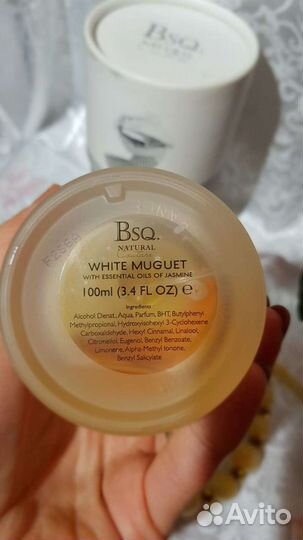 BSQ.
BSQ.
NATURAL
WHITE MUGUET
WITH ESSENTIAL OILS OF JASMINE
100ml (3.4 FL OZ) e
Ingredients:
Alcohol Denat., Aqua, Parfum, BHT, Butylphenyl
Methylpropional, Hydroxyisohexyl 3-Cyclohexene
Carboxaldehyde, Hexyl Cinnamal, Linalool,
Citronellol, Eugenol, Benzyl Benzoate,
Limonene, Alpha-Methyl Ionone,
Benzyl Salicylate
Avito